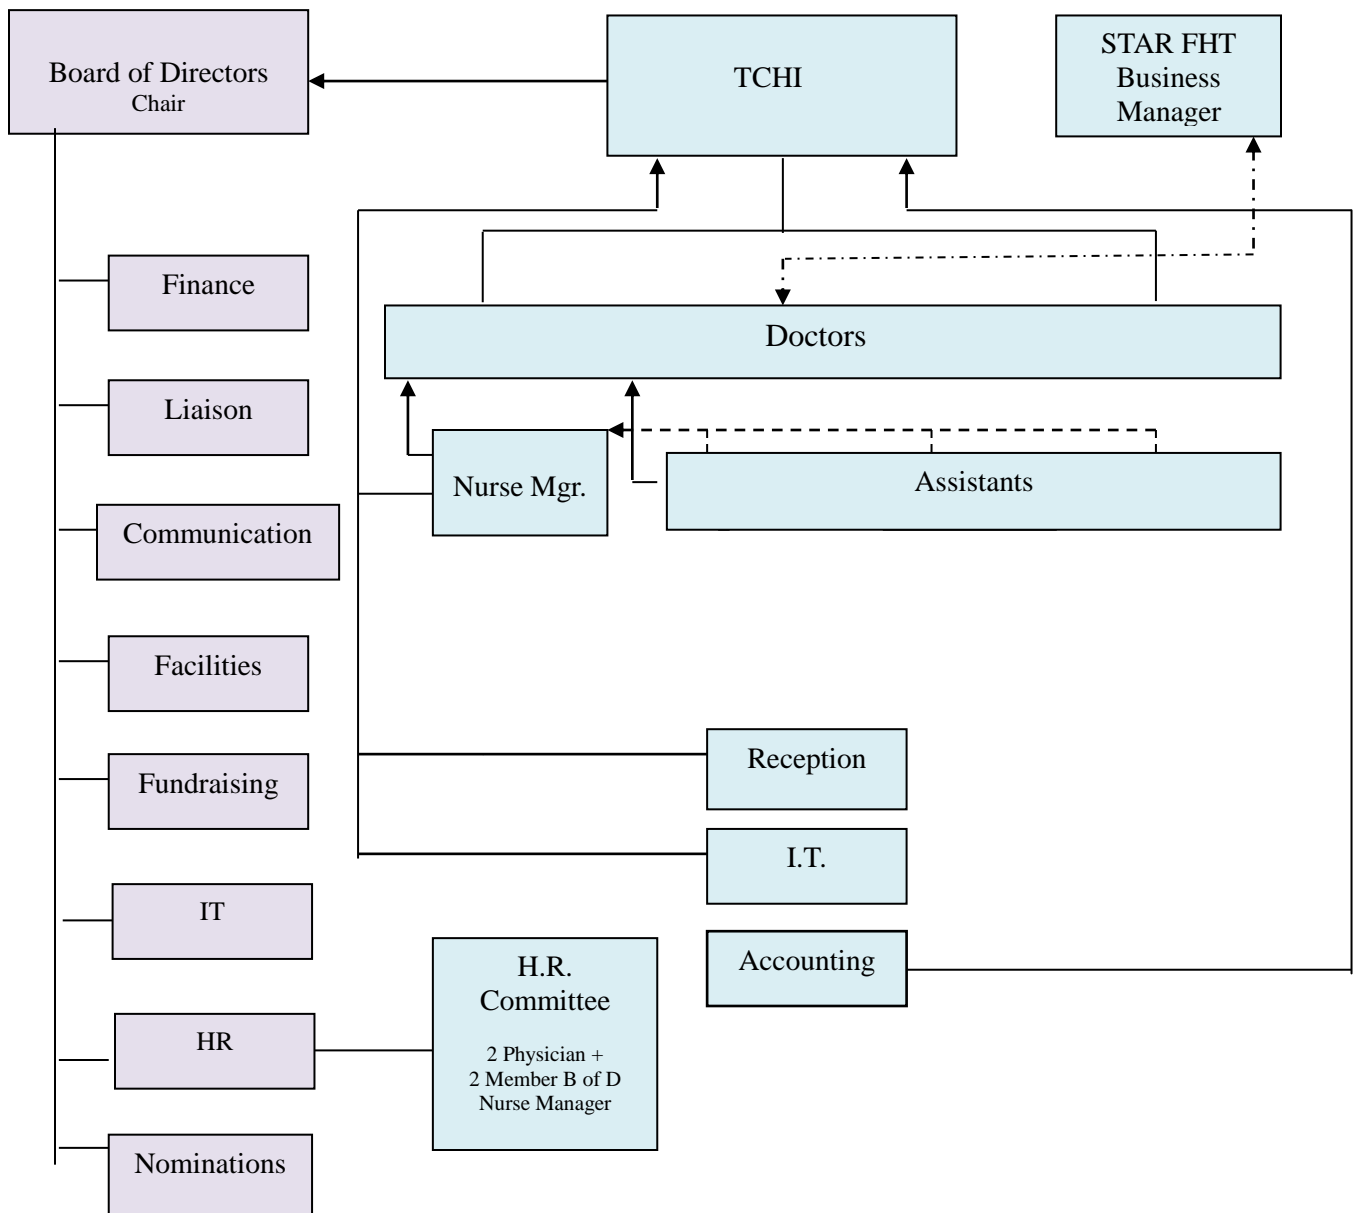 Board of Directors
Chair
TCHI
STAR FHT
Business
Manager
Finance
Doctors
Liaison
Nurse Mgr.
Assistants
Communication
Facilities
Reception
Fundraising
I.T.
IT
H.R.
Committee
2 Physician +
2 Member B of D
Nurse Manager
Accounting
HR
Nominations